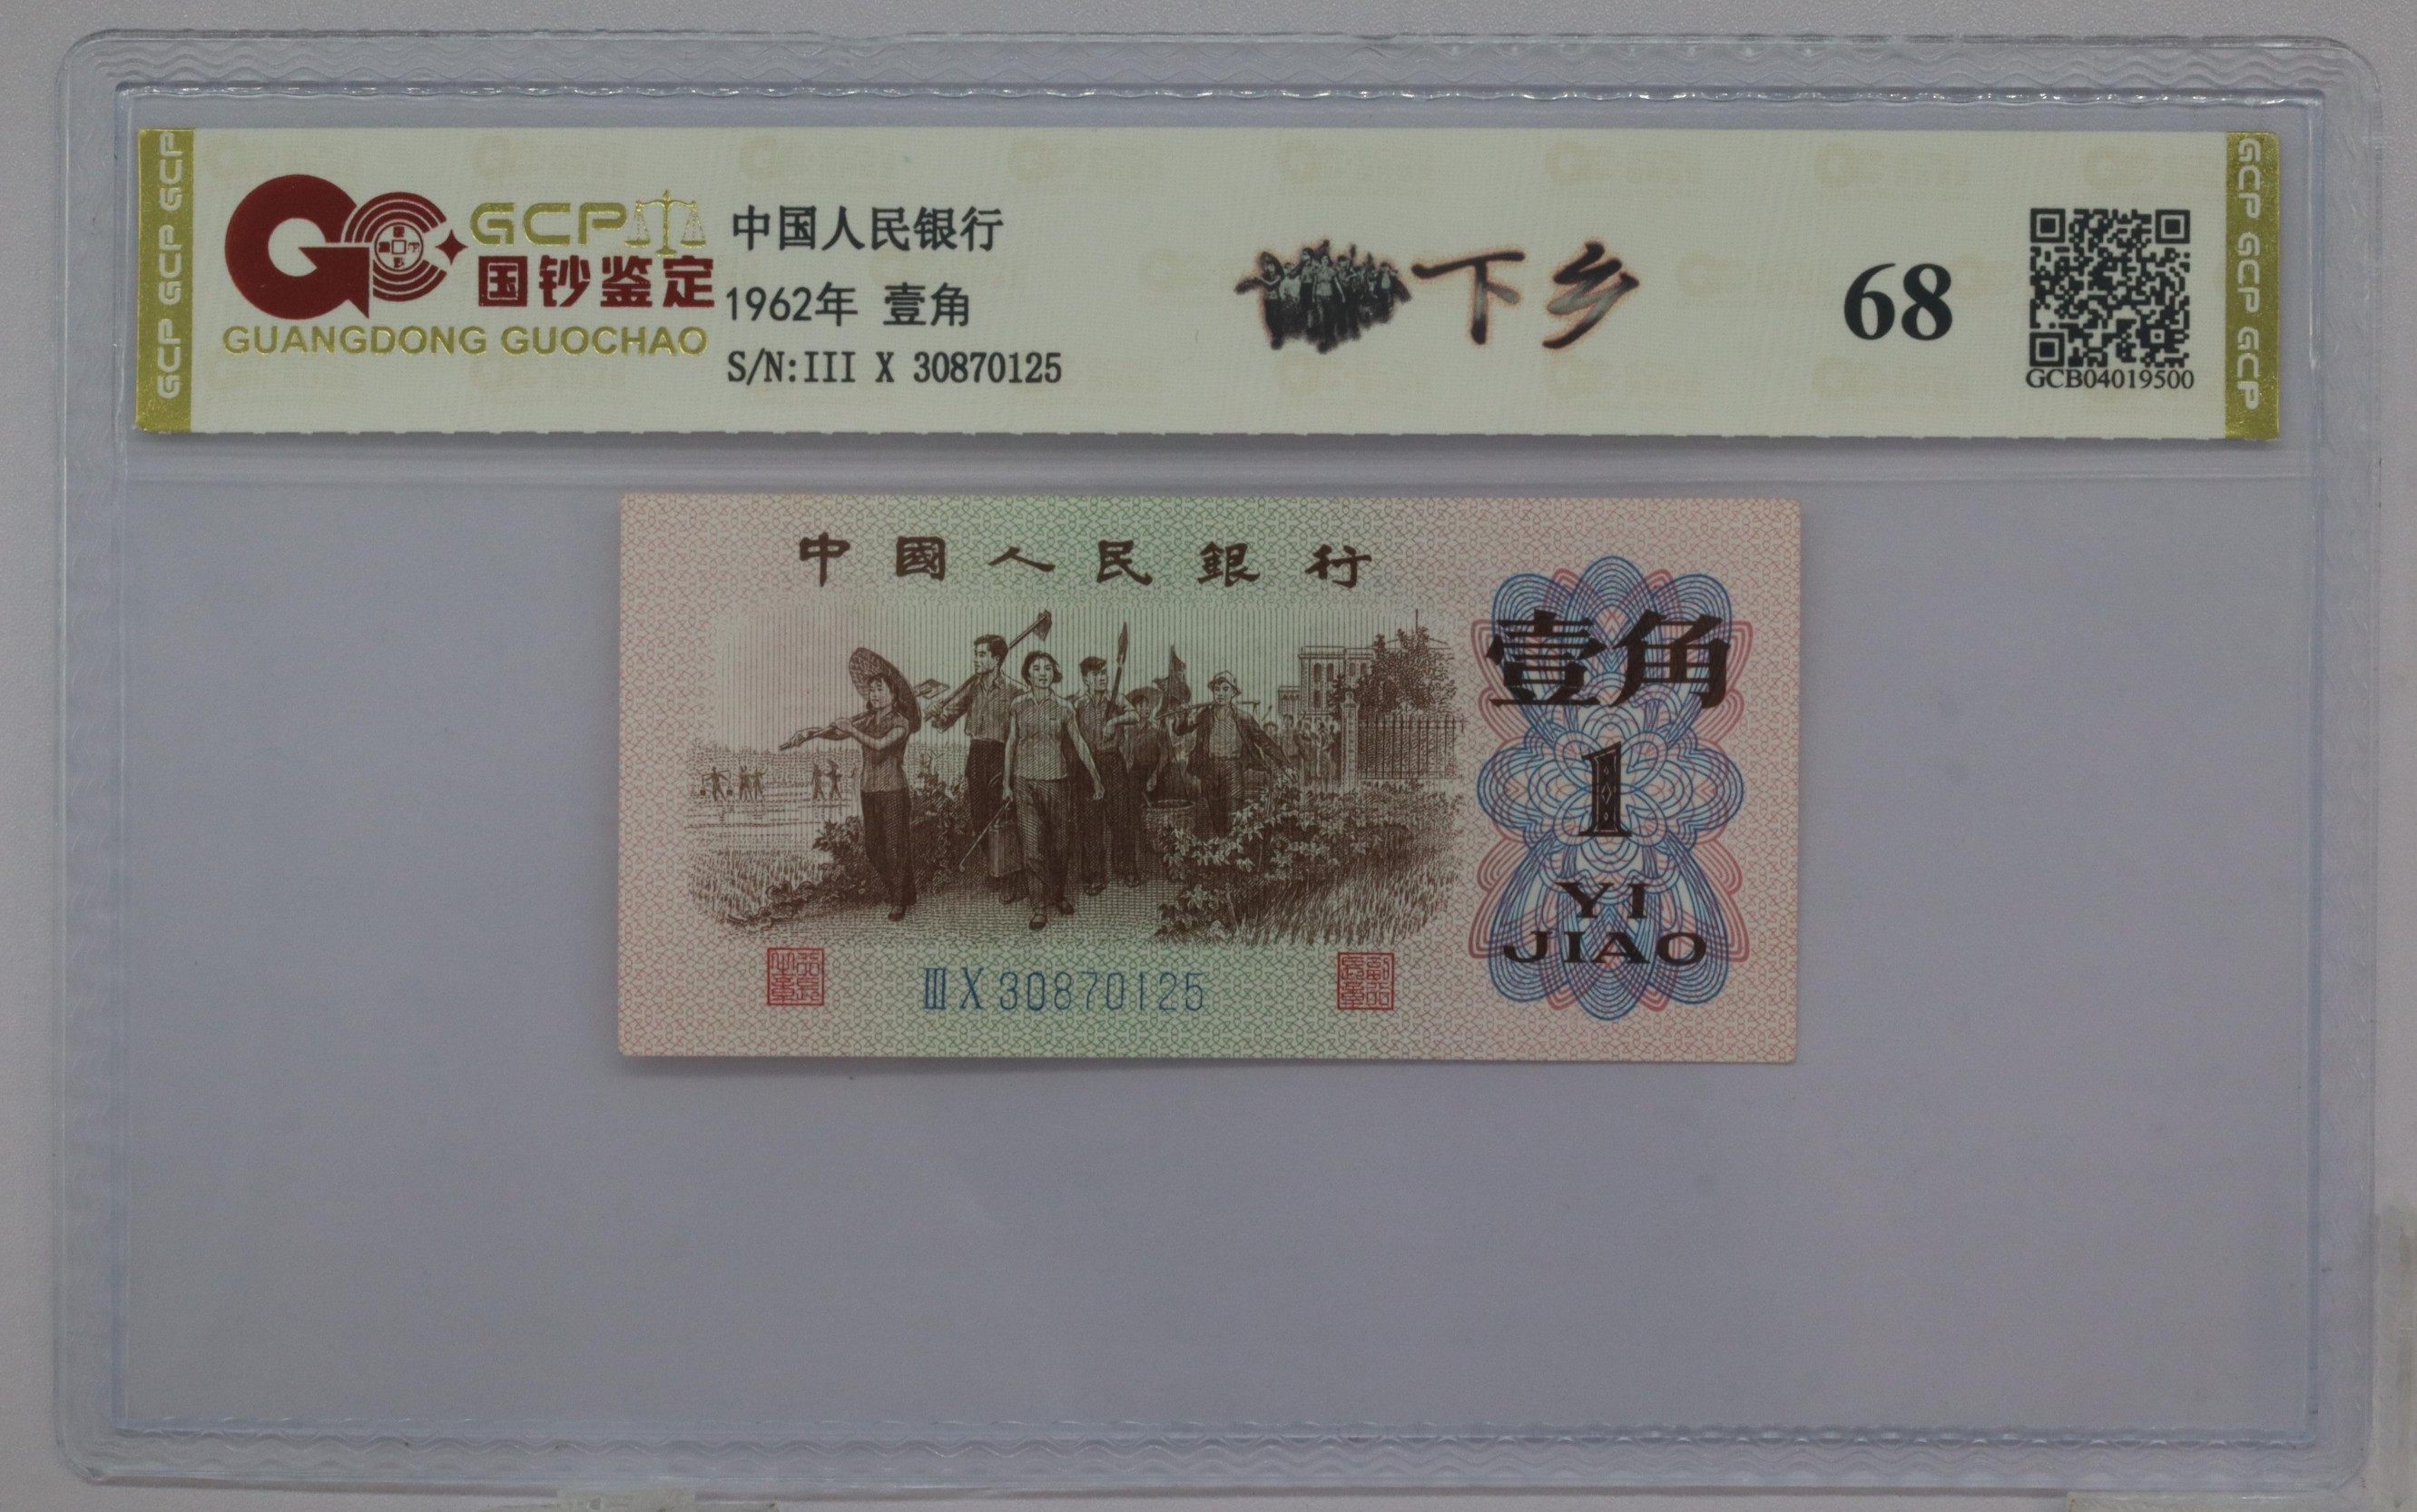 GCP GCP GCP
GCP
国钞鉴定
GUANGDONG GUOCHAO
中国人民银行
1962年 壹角
S/N:III X 30870125
下乡
68
GCB04019500
GCP GCP GCP
中國人民銀行
壹角
1
YI
JIAO
III X 30870125